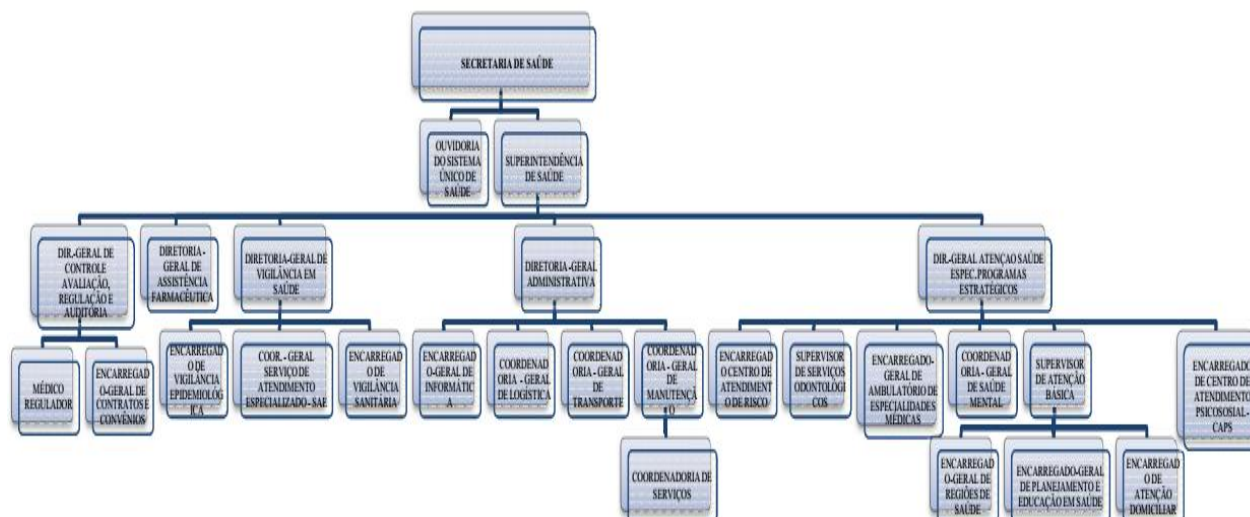 SECRETARIA DE SAÚDE
OUVIDORIA
DO SISTEMA
ÚNICO DE
SAÚDE
SUPERINTENDÊNCIA
DE SAÚDE
DIR.-GERAL DE
CONTROLE
AVALIAÇÃO,
REGULAÇÃO E
AUDITÓRIA
DIRETORIA -
GERAL DE
ASSISTÊNCIA
FARMACÊUTICA
DIRETORIA-GERAL DE
VIGILÂNCIA EM
SAÚDE
DIRETORIA -GERAL
ADMINISTRATIVA
DIR.-GERAL ATENÇAO SAÚDE
ESPEC.PROGRAMAS
ESTRATÉGICOS
MÉDICO
REGULADOR
ENCARREGAD
O-GERAL DE
CONTRATOS E
CONVÊNIOS
ENCARREGAD
O DE VIGILÂNCIA
EPIDEMIOLÓG
ICA
COOR. - GERAL
SERVIÇO DE
ATENDIMENTO
ESPECIALIZADO - SAE
ENCARREGAD
O DE
VIGILÂNCIA
SANITÁRIA
ENCARREGAD
O-GERAL DE
INFORMÁTIC
A
COORDENAD
ORIA - GERAL
DE LOGÍSTICA
COORDENAD
ORIA - GERAL
DE
TRANSPORTE
COORDENAD
ORIA - GERAL
DE
MANUTENÇÃ
O
ENCARREGAD
O CENTRO DE
ATENDIMENT
O DE RISCO
SUPERVISOR
DE SERVIÇOS
ODONTOLÓGI
COS
ENCARREGADO-
GERAL DE
AMBULATÓRIO DE
ESPECIALIDADES
MÉDICAS
COORDENAD
ORIA - GERAL
DE SAÚDE
MENTAL
SUPERVISOR
DE ATENÇÃO
BÁSICA
ENCARREGADO
DE CENTRO DE
ATENDIMENTO
PSICOSOSIAL-
CAPS
COORDENADORIA DE
SERVIÇOS
ENCARREGAD
O-GERAL DE
REGIÕES DE
SAÚDE
ENCARREGADO-GERAL
DE PLANEJAMENTO E
EDUCAÇÃO EM SAÚDE
ENCARREGAD
O DE
ATENÇÃO
DOMICILIAR